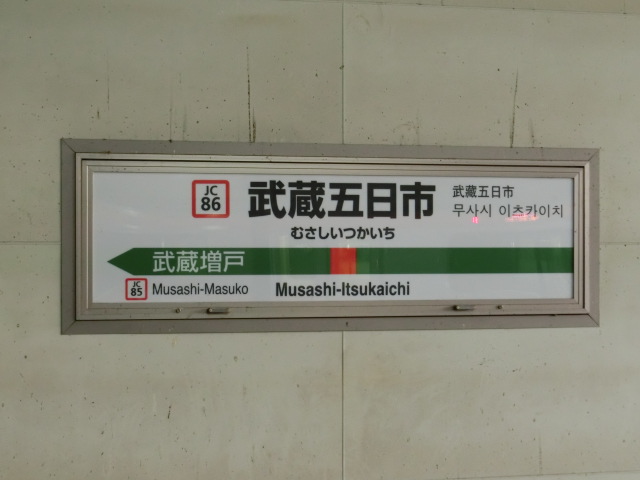 JC
86
武蔵五日市
むさしいつかいち
武藏五日市
무사시 이츠카이치
武蔵増戸
JC
85
Musashi-Masuko
Musashi-Itsukaichi